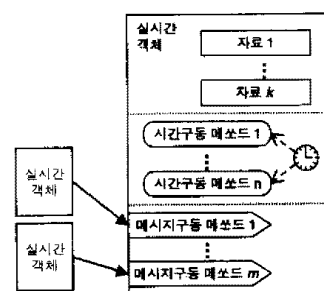 실시간
객체
자료 1
자료 k
시간구동 메쏘드 1
시간구동 메쏘드 n
실시간
객체
메시지구동 메쏘드 1
실시간
객체
메시지구동 메쏘드 m